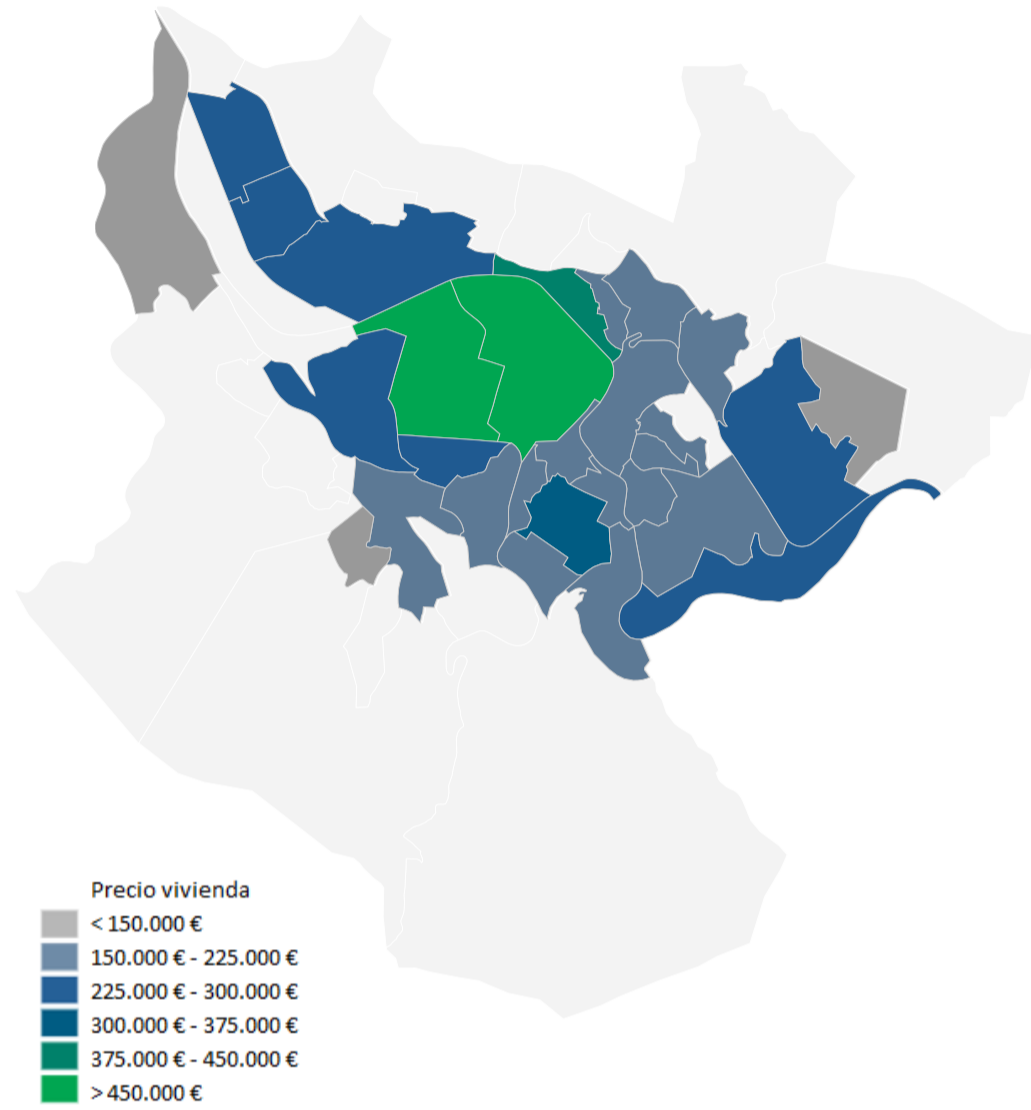 Precio vivienda
< 150.000 €
150.000 € - 225.000 €
225.000 € - 300.000 €
300.000 € - 375.000 €
375.000 € - 450.000 €
> 450.000 €